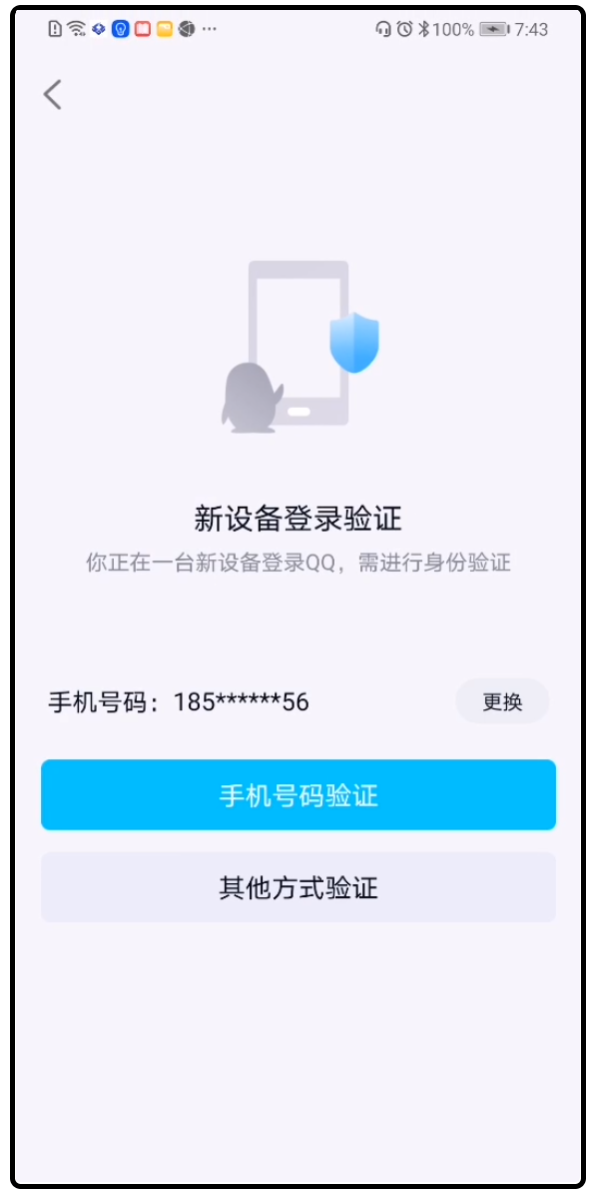 100% 7:43
新设备登录验证
你正在一台新设备登录QQ，需进行身份验证
手机号码：185******56
更换
手机号码验证
其他方式验证